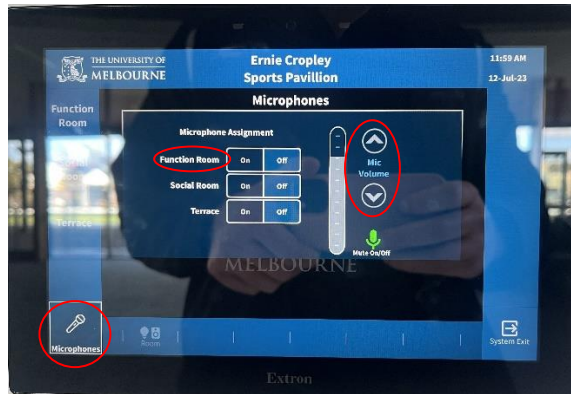 THE UNIVERSITY OF
MELBOURNE
Ernie Cropley
Sports Pavillion
11:59 AM
12-Jul-23
Function
Room
Microphones
Microphone Assignment
Function Room On Off
Social Room On Off
Terrace On Off
Mic
Volume
Mute On/Off
Terrace
MELBOURNE
Microphones
Room
System Exit
Extron